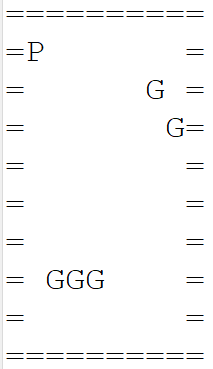 ==========
=P       =
=      G =
=       G=
=        =
=        =
=        =
=  GGG   =
=        =
==========